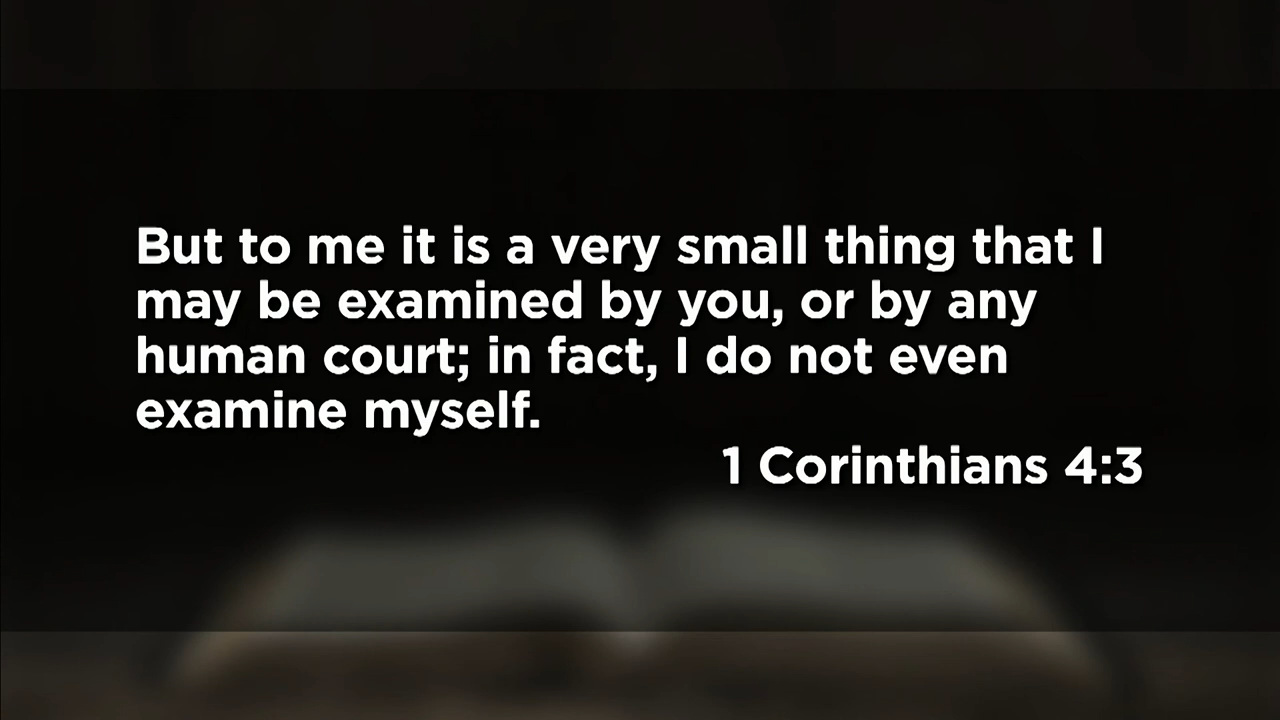 But to me it is a very small thing that I
may be examined by you, or by any
human court; in fact, I do not even
examine myself.
1 Corinthians 4:3